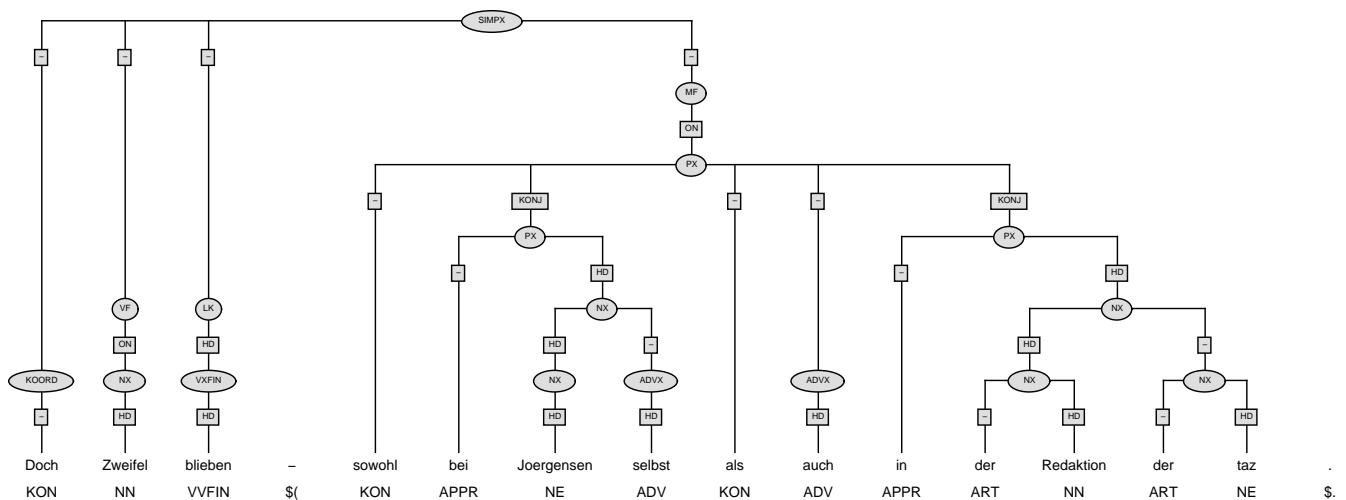 SIMPX
– – – –
MF
ON
PX
– KONJ – – KONJ
PX PX
– HD – HD
VF LK NX NX
ON HD HD – HD –
KOORD NX VXFIN NX ADVX ADVX NX NX
– HD HD HD HD HD – HD – HD
Doch Zweifel blieben – sowohl bei Joergensen selbst als auch in der Redaktion der taz .
KON NN VVFIN $( KON APPR NE ADV KON ADV APPR ART NN ART NE $.